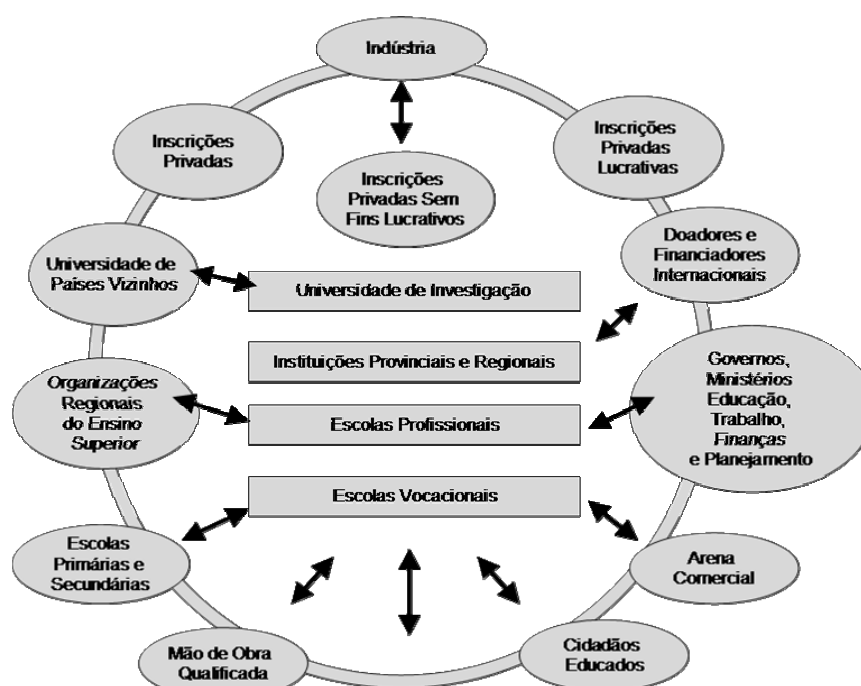 Indústria
Inscrições
Privadas
Inscrições
Privadas
Lucrativas
Inscrições
Privadas Sem
Fins Lucrativos
Universidade de
Países Vizinhos
Doadores e
Financiadores
Internacionais
Universidade de Investigação
Instituições Provinciais e Regionais
Organizações
Regionais
do Ensino
Superior
Escolas Profissionais
Governos,
Ministérios
Educação,
Trabalho,
Finanças
e Planejamento
Escolas Vocacionais
Escolas
Primárias e
Secundárias
Arena
Comercial
Mão de Obra
Qualificada
Cidadãos
Educados